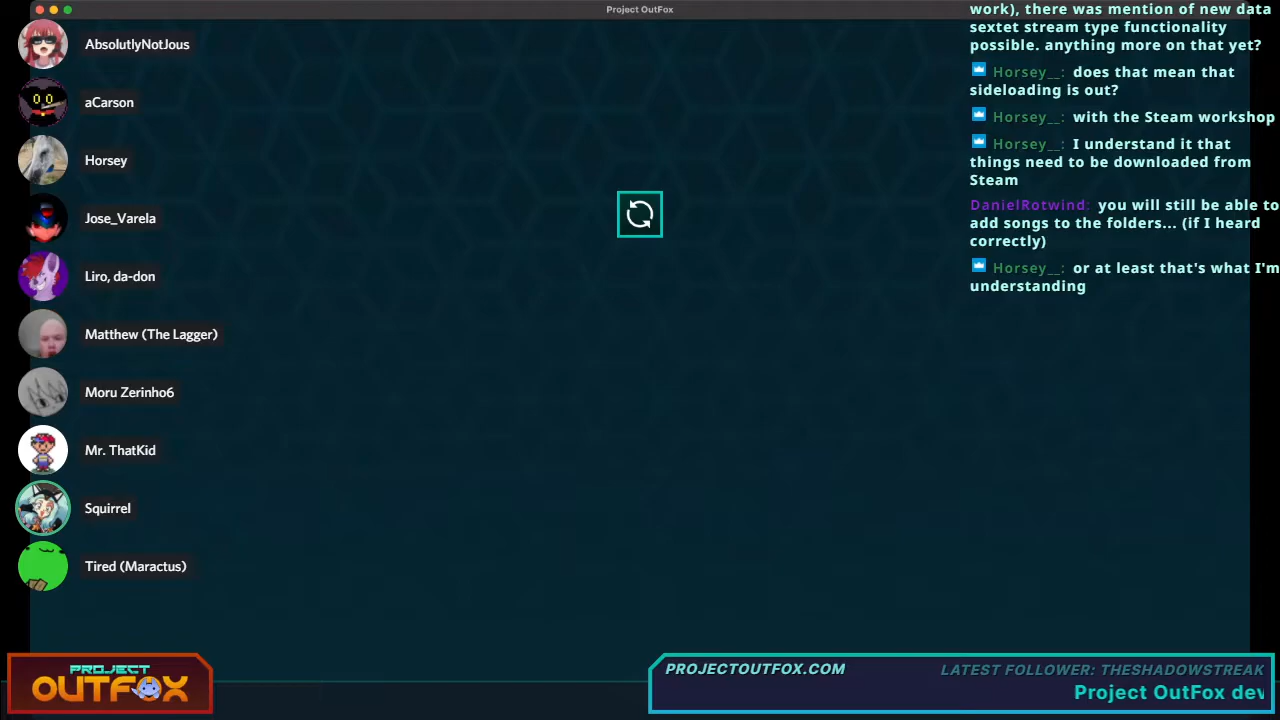 Project OutFox
AbsolutlyNotJous
aCarson
Horsey
Jose_Varela
Liro, da-don
Matthew (The Lagger)
Moru Zerinho6
Mr. ThatKid
Squirrel
Tired (Maractus)
work), there was mention of new data
sextet stream type functionality
possible. anything more on that yet?
Horsey__: does that mean that
sideloading is out?
Horsey__: with the Steam workshop
Horsey__: I understand it that
things need to be downloaded from
Steam
DanielRotwind: you will still be able to
add songs to the folders... (if I heard
correctly)
Horsey__: or at least that's what I'm
understanding
PROJECT
OUTFOX
PROJECTOUTFOX.COM
LATEST FOLLOWER: THESHADOWSTREAK
Project OutFox dev